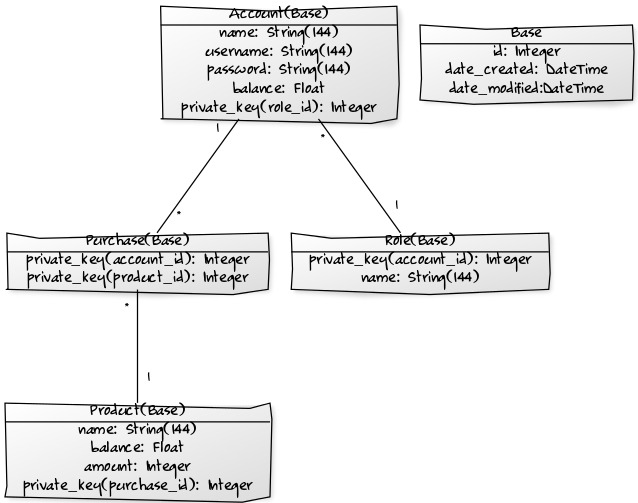 Account(Base)
name: String(144)
username: String(144)
password: String(144)
balance: Float
private_key(role_id): Integer
Base
id: Integer
date_created: DateTime
date_modified:DateTime
1
*
*
1
Purchase(Base)
private_key(account_id): Integer
private_key(product_id): Integer
Role(Base)
private_key(account_id): Integer
name: String(144)
*
1
Product(Base)
name: String(144)
balance: Float
amount: Integer
private_key(purchase_id): Integer